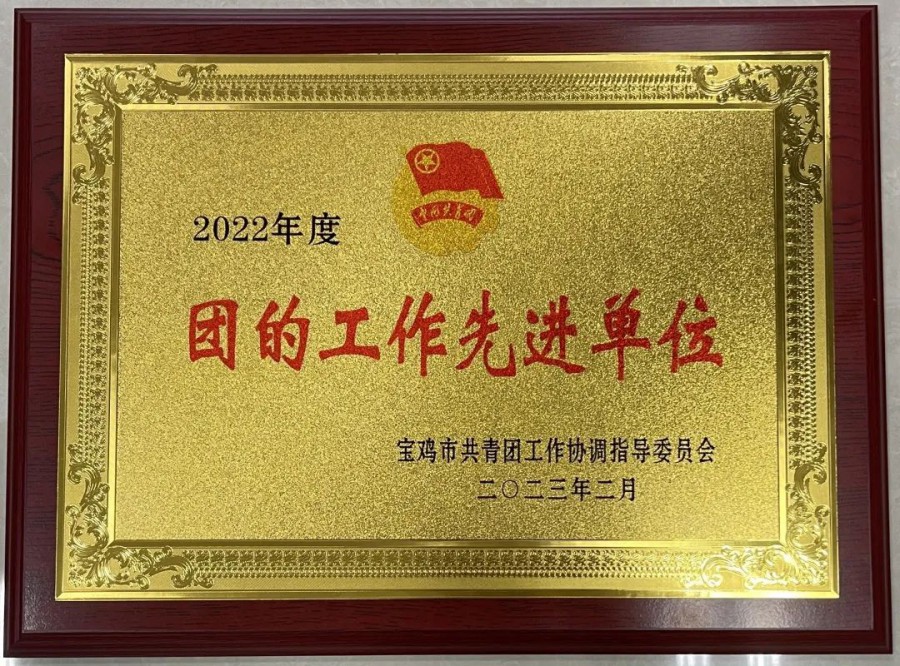 中国共青团
2022年度
团的工作先进单位
宝鸡市共青团工作协调指导委员会
二〇二三年二月